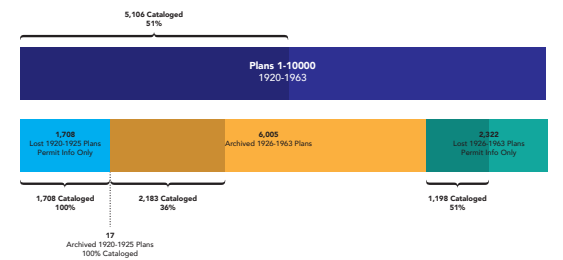 5,106 Cataloged
51%
Plans 1-10000
1920-1963
1,708
Lost 1920-1925 Plans
Permit Info Only
6,005
Archived 1926-1963 Plans
2,322
Lost 1926-1963 Plans
Permit Info Only
1,708 Cataloged
100%
2,183 Cataloged
36%
1,198 Cataloged
51%
17
Archived 1920-1925 Plans
100% Cataloged